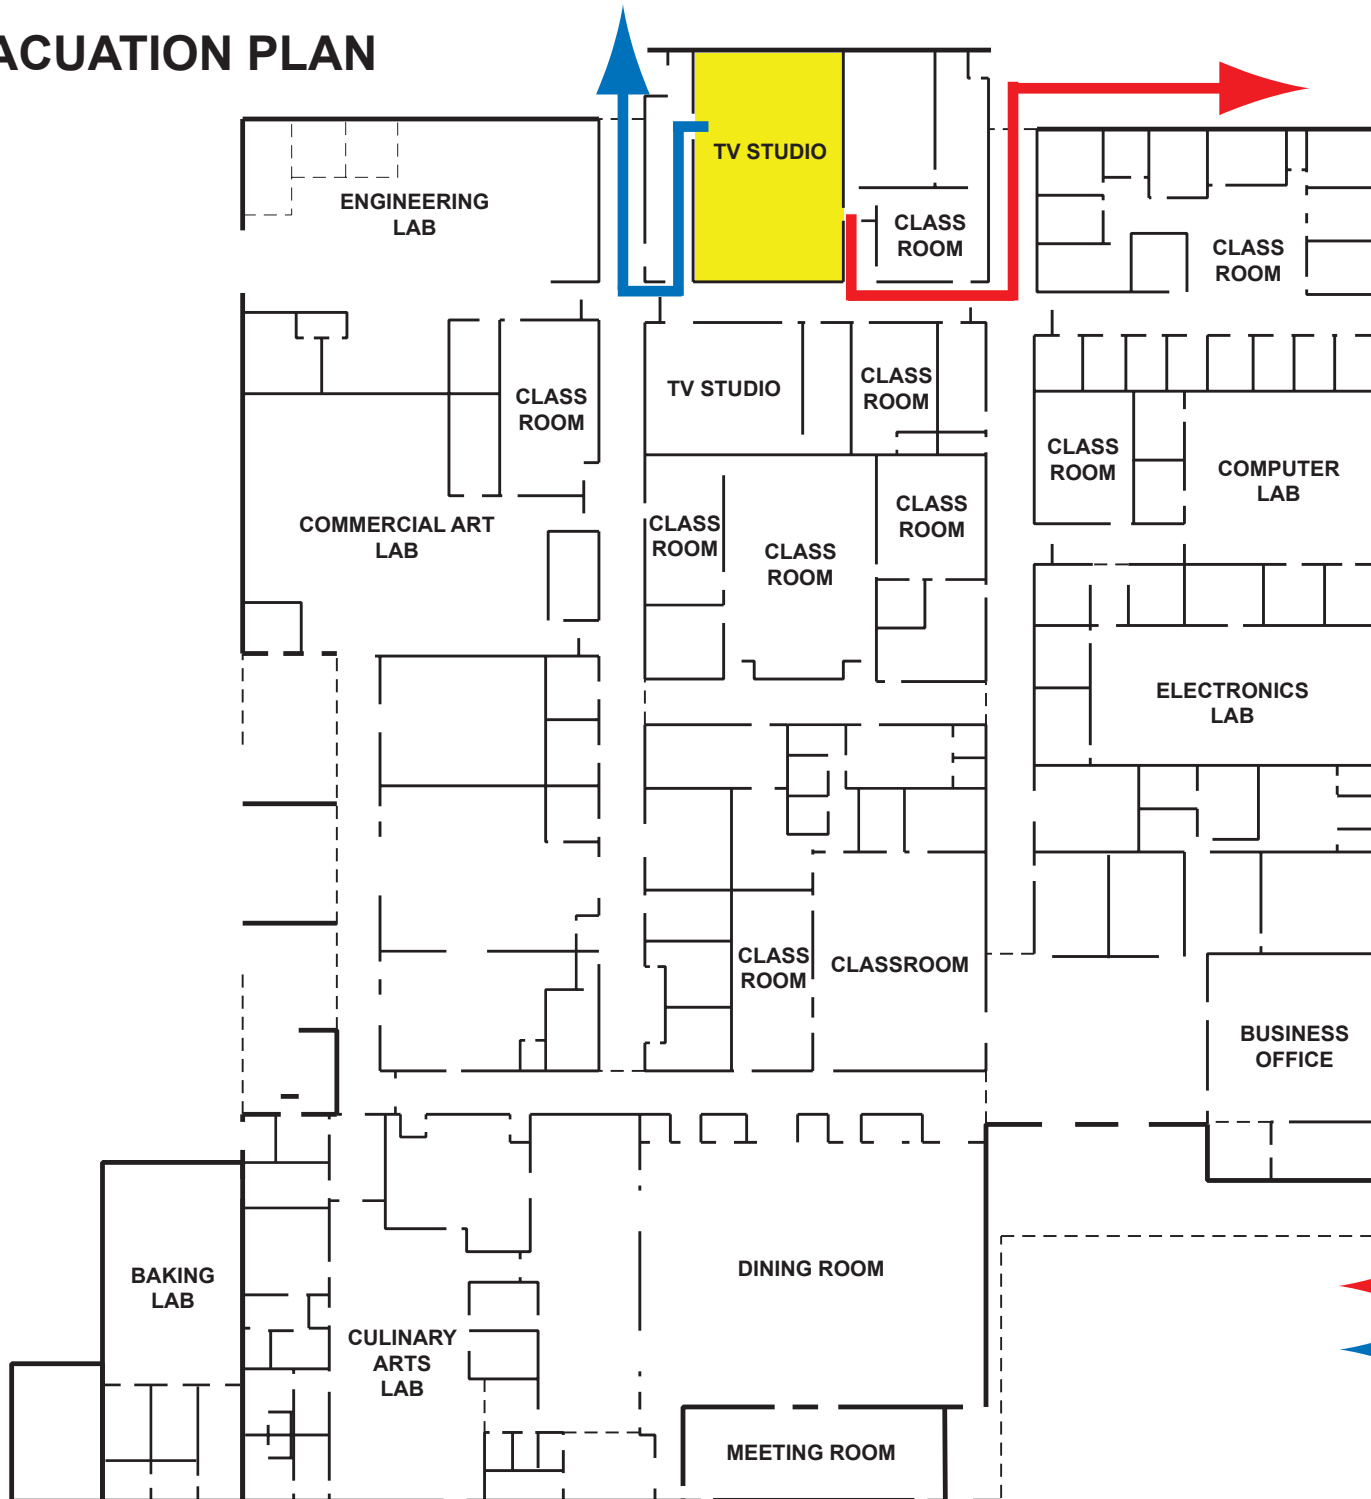 ACUATION PLAN
TV STUDIO
ENGINEERING
LAB
CLASS
ROOM
CLASS
ROOM
CLASS
ROOM
TV STUDIO
CLASS
ROOM
CLASS
ROOM
COMPUTER
LAB
COMMERCIAL ART
LAB
CLASS
ROOM
CLASS
ROOM
CLASS
ROOM
ELECTRONICS
LAB
CLASS
ROOM
CLASSROOM
BUSINESS
OFFICE
BAKING
LAB
DINING ROOM
CULINARY
ARTS
LAB
MEETING ROOM